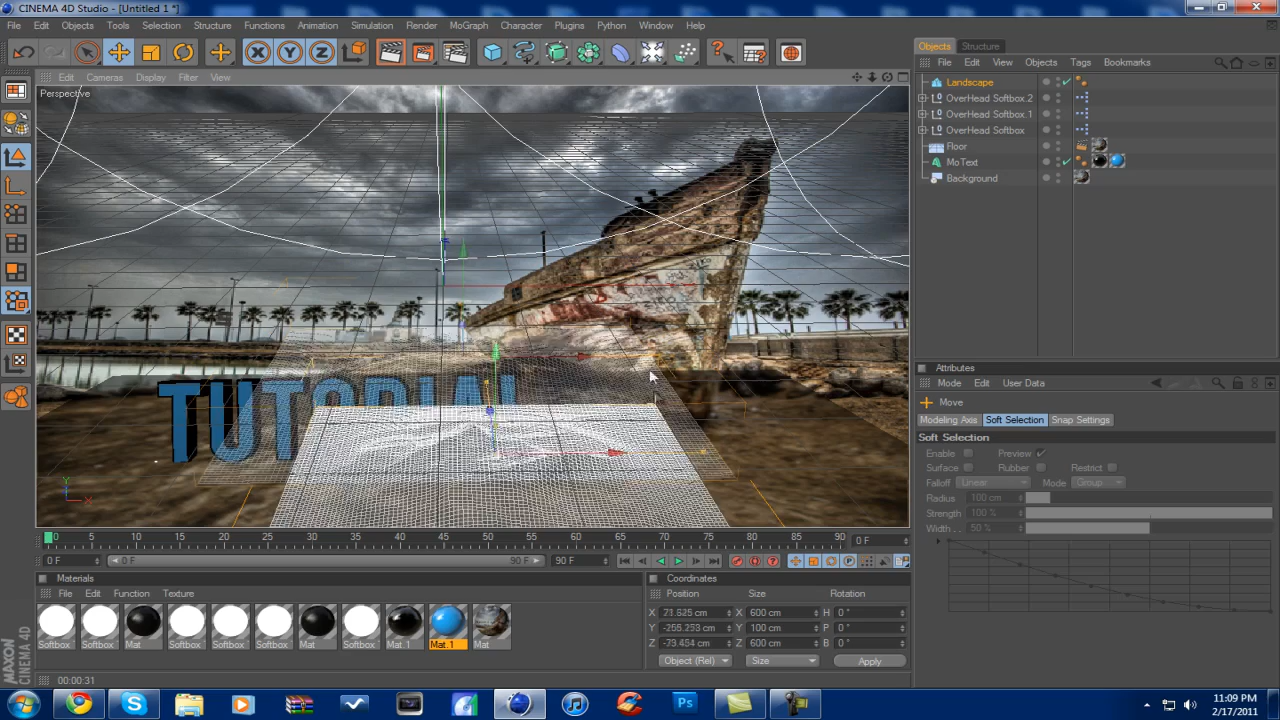 CINEMA 4D Studio - [Untitled 1 *]
File Edit Objects Tools Selection Structure Functions Animation Simulation Render MoGraph Character Plugins Python Window Help
X Y Z
Objects Structure
File Edit View Objects Tags Bookmarks
Edit Cameras Display Filter View
Perspective
Landscape
OverHead Softbox.2
OverHead Softbox.1
OverHead Softbox
Floor
MoText
Background
TUTORIAL
Y
X
Attributes
Mode Edit User Data
Move
Modeling Axis Soft Selection Snap Settings
Soft Selection
Enable Preview
Surface Rubber Restrict
Falloff Linear Mode Group
Radius 100 cm
Strength 100 %
Width 50 %
0 5 10 15 20 25 30 35 40 45 50 55 60 65 70 75 80 85 90 0 F
0 F 0 F 90 F 90 F
Materials
File Edit Function Texture
Softbox Softbox Mat Softbox Softbox Softbox Mat Softbox Mat.1 Mat.1 Mat
Coordinates
Position Size Rotation
X 71.625 cm X 600 cm H 0 °
Y -255.253 cm Y 100 cm P 0 °
Z -73.454 cm Z 600 cm B 0 °
Object (Rel) Size Apply
MAXON
CINEMA 4D
00:00:31
Ps
11:09 PM
2/17/2011